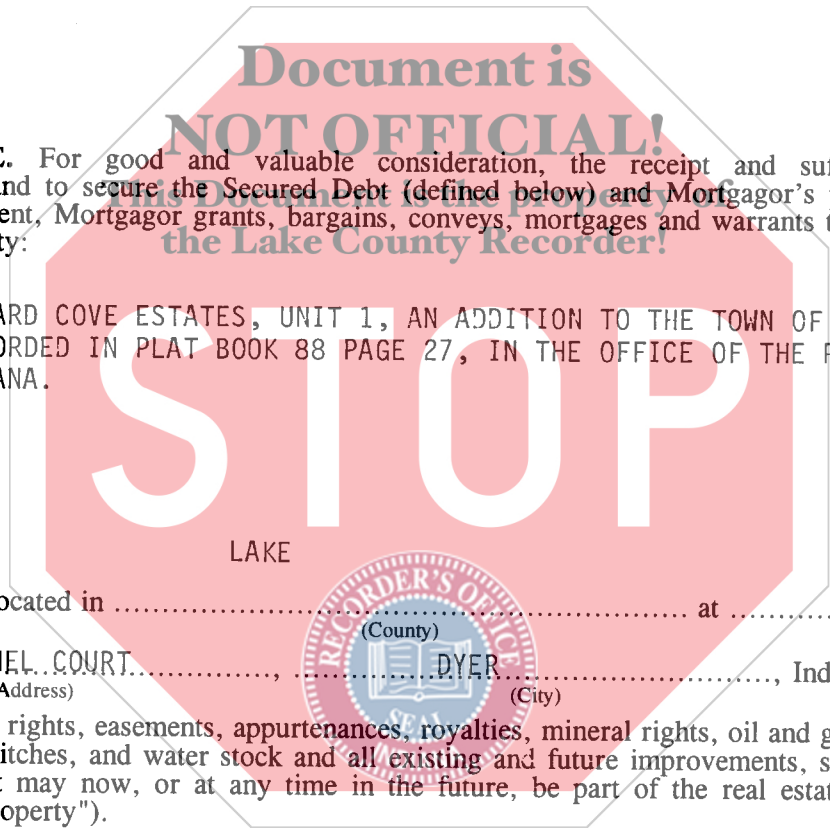 Document is
NOT OFFICIAL!
This Document is the property of
the Lake County Recorder!
E. For good and valuable consideration, the receipt and suf
nd to secure the Secured Debt (defined below) and Mortgagor's
ent, Mortgagor grants, bargains, conveys, mortgages and warrants t
ty:
ARD COVE ESTATES, UNIT 1, AN ADDITION TO THE TOWN OF
ORDED IN PLAT BOOK 88 PAGE 27, IN THE OFFICE OF THE R
ANA.
STOP
LAKE
ocated in ........................................................................ at ............
(County)
EL COURT.................., ..................DYER..................................., Ind
Address) (City)
RECORDER'S OFFICE
SEAL
rights, easements, appurtenances, royalties, mineral rights, oil and g
itches, and water stock and all existing and future improvements, s
t may now, or at any time in the future, be part of the real estat
operty").